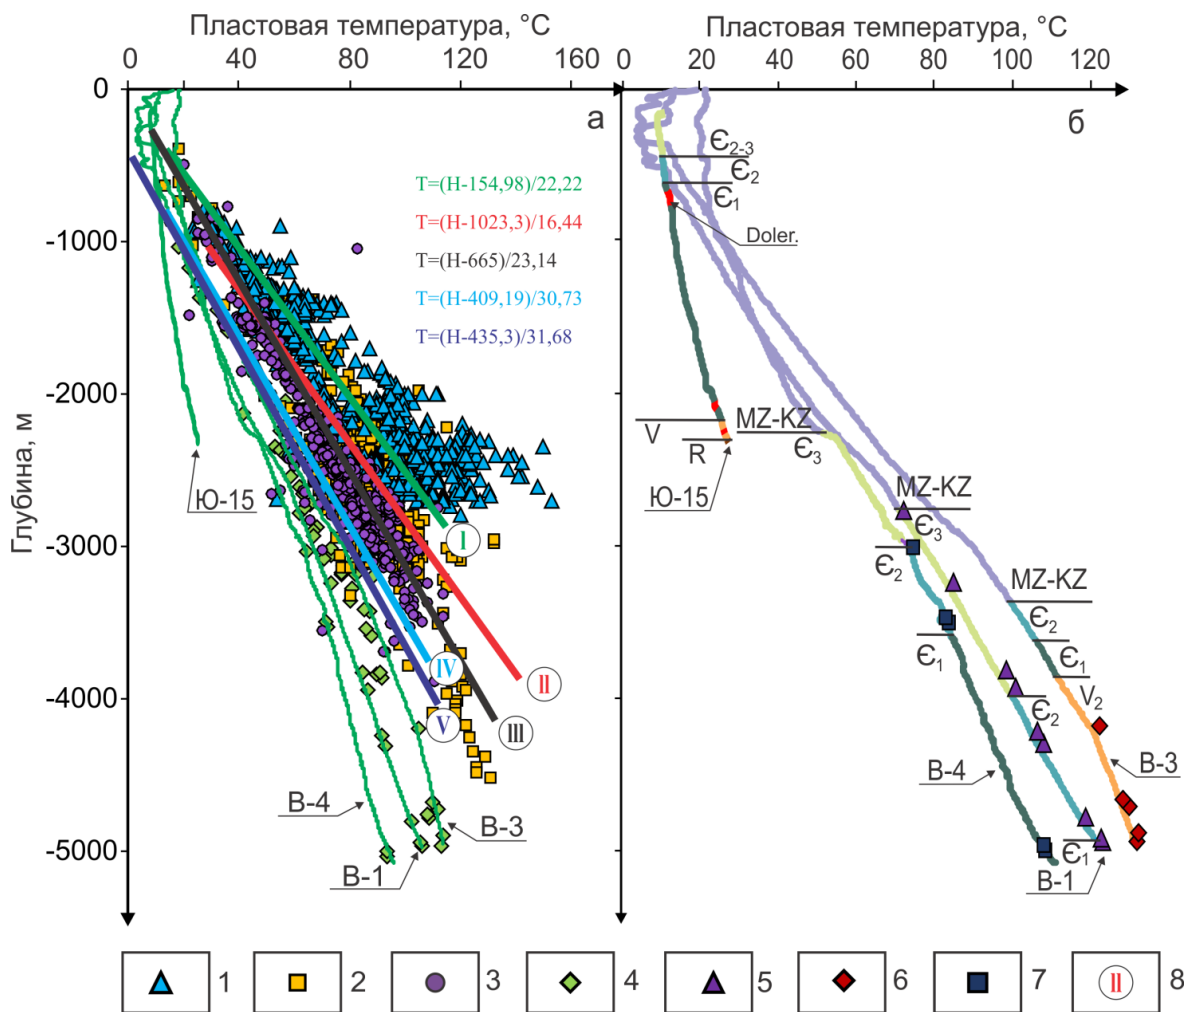 Пластовая температура, °C
Пластовая температура, °C
0 40 80 120 160
0 20 40 60 80 100 120
Глубина, м
0
-1000
-2000
-3000
-4000
-5000
а
б
T=(H-154,98)/22,22
T=(H-1023,3)/16,44
T=(H-665)/23,14
T=(H-409,19)/30,73
T=(H-435,3)/31,68
Ю-15
I
II
III
IV
V
В-4
В-1
В-3
Є2-3
Є2
Є1
Doler.
V
R
Ю-15
MZ-KZ
Є3
MZ-KZ
Є3
Є2
MZ-KZ
Є2
Є1
Є1
V2
Є2
В-3
В-4
Є1
В-1
1 2 3 4 5 6 7 II 8